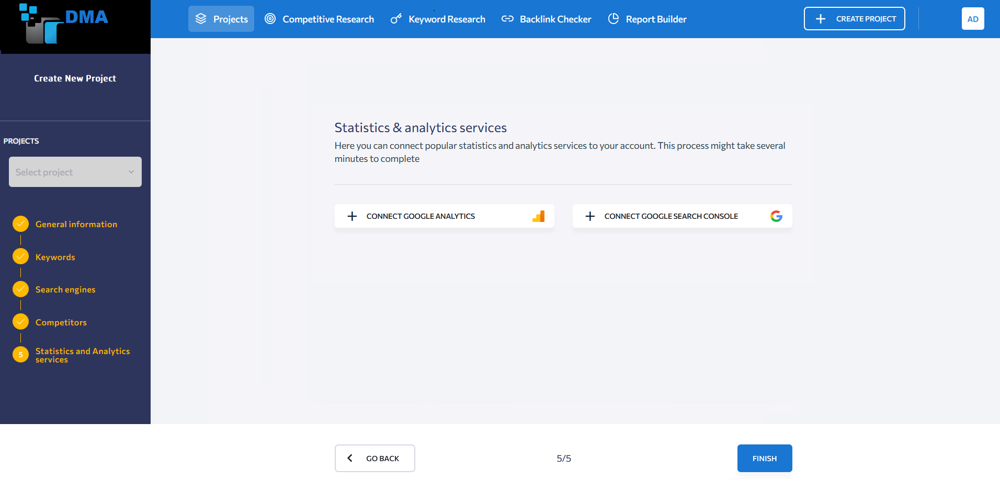 DMA
Projects
Competitive Research
Keyword Research
Backlink Checker
Report Builder
CREATE PROJECT
AD
Create New Project
PROJECTS
Select project
General information
Keywords
Search engines
Competitors
5
Statistics and Analytics
services
Statistics & analytics services
Here you can connect popular statistics and analytics services to your account. This process might take several
minutes to complete
CONNECT GOOGLE ANALYTICS
CONNECT GOOGLE SEARCH CONSOLE
GO BACK
5/5
FINISH